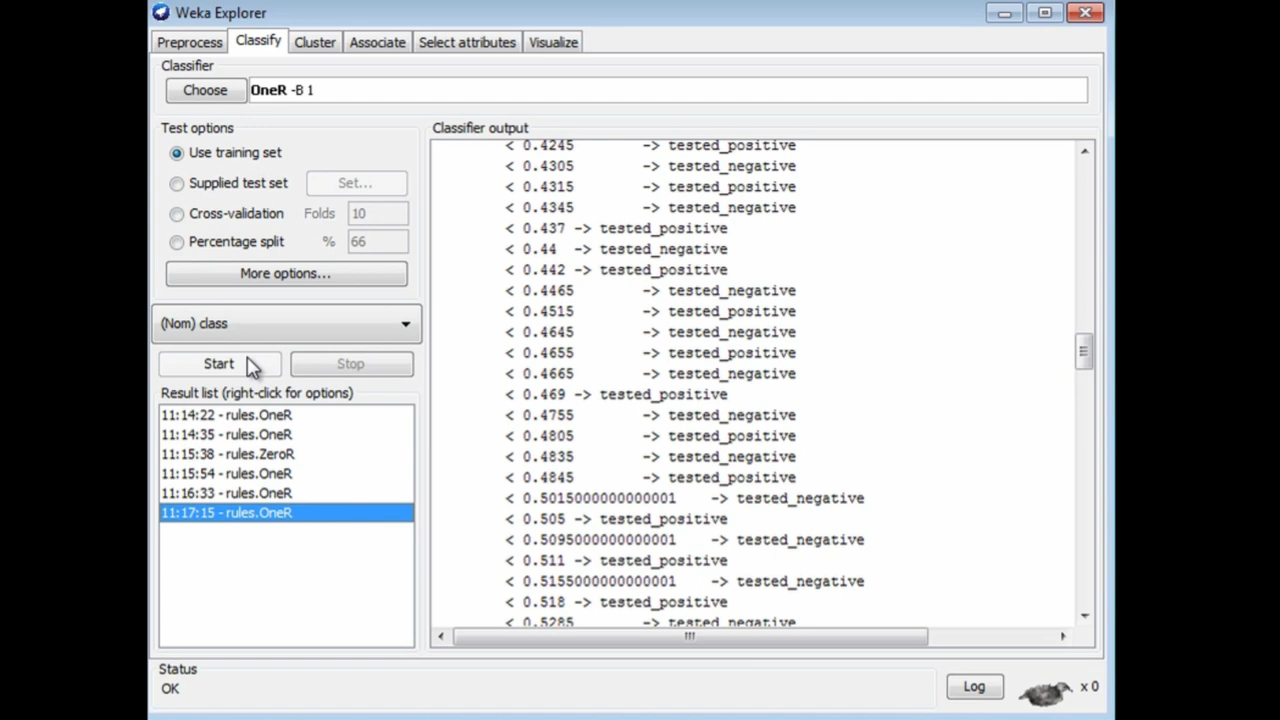 Weka Explorer
Preprocess Classify Cluster Associate Select attributes Visualize
Classifier
Choose OneR -B 1
Test options
Use training set
Supplied test set Set...
Cross-validation Folds 10
Percentage split % 66
More options...
(Nom) class
Start Stop
Result list (right-click for options)
11:14:22 - rules.OneR
11:14:35 - rules.OneR
11:15:38 - rules.ZeroR
11:15:54 - rules.OneR
11:16:33 - rules.OneR
11:17:15 - rules.OneR
Classifier output
< 0.4245 -> tested_positive
< 0.4305 -> tested_negative
< 0.4315 -> tested_positive
< 0.4345 -> tested_negative
< 0.437 -> tested_positive
< 0.44 -> tested_negative
< 0.442 -> tested_positive
< 0.4465 -> tested_negative
< 0.4515 -> tested_positive
< 0.4645 -> tested_negative
< 0.4655 -> tested_positive
< 0.4665 -> tested_negative
< 0.469 -> tested_positive
< 0.4755 -> tested_negative
< 0.4805 -> tested_positive
< 0.4835 -> tested_negative
< 0.4845 -> tested_positive
< 0.5015000000000001 -> tested_negative
< 0.505 -> tested_positive
< 0.5095000000000001 -> tested_negative
< 0.511 -> tested_positive
< 0.5155000000000001 -> tested_negative
< 0.518 -> tested_positive
< 0.5285 -> tested_negative
Status
OK
Log x 0